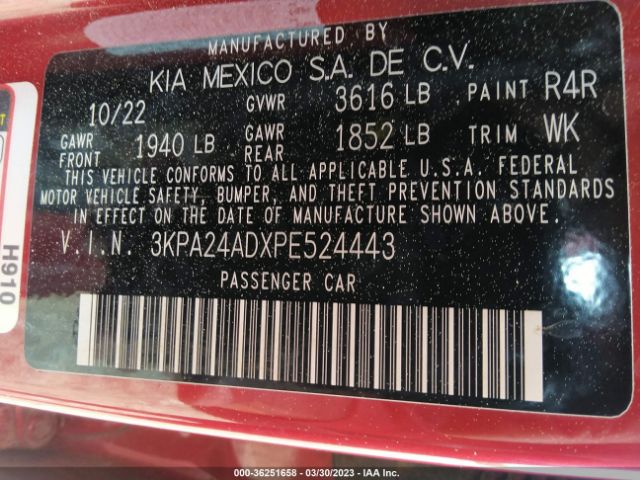 MANUFACTURED BY
KIA MEXICO S.A. DE C.V.
10/22 GVWR 3616 LB PAINT R4R
GAWR FRONT 1940 LB GAWR REAR 1852 LB TRIM WK
THIS VEHICLE CONFORMS TO ALL APPLICABLE U.S.A. FEDERAL
MOTOR VEHICLE SAFETY, BUMPER, AND THEFT PREVENTION STANDARDS
IN EFFECT ON THE DATE OF MANUFACTURE SHOWN ABOVE.
V.I.N. 3KPA24ADXPE524443
PASSENGER CAR
H910
000-36251658 - 03/30/2023 - IAA Inc.